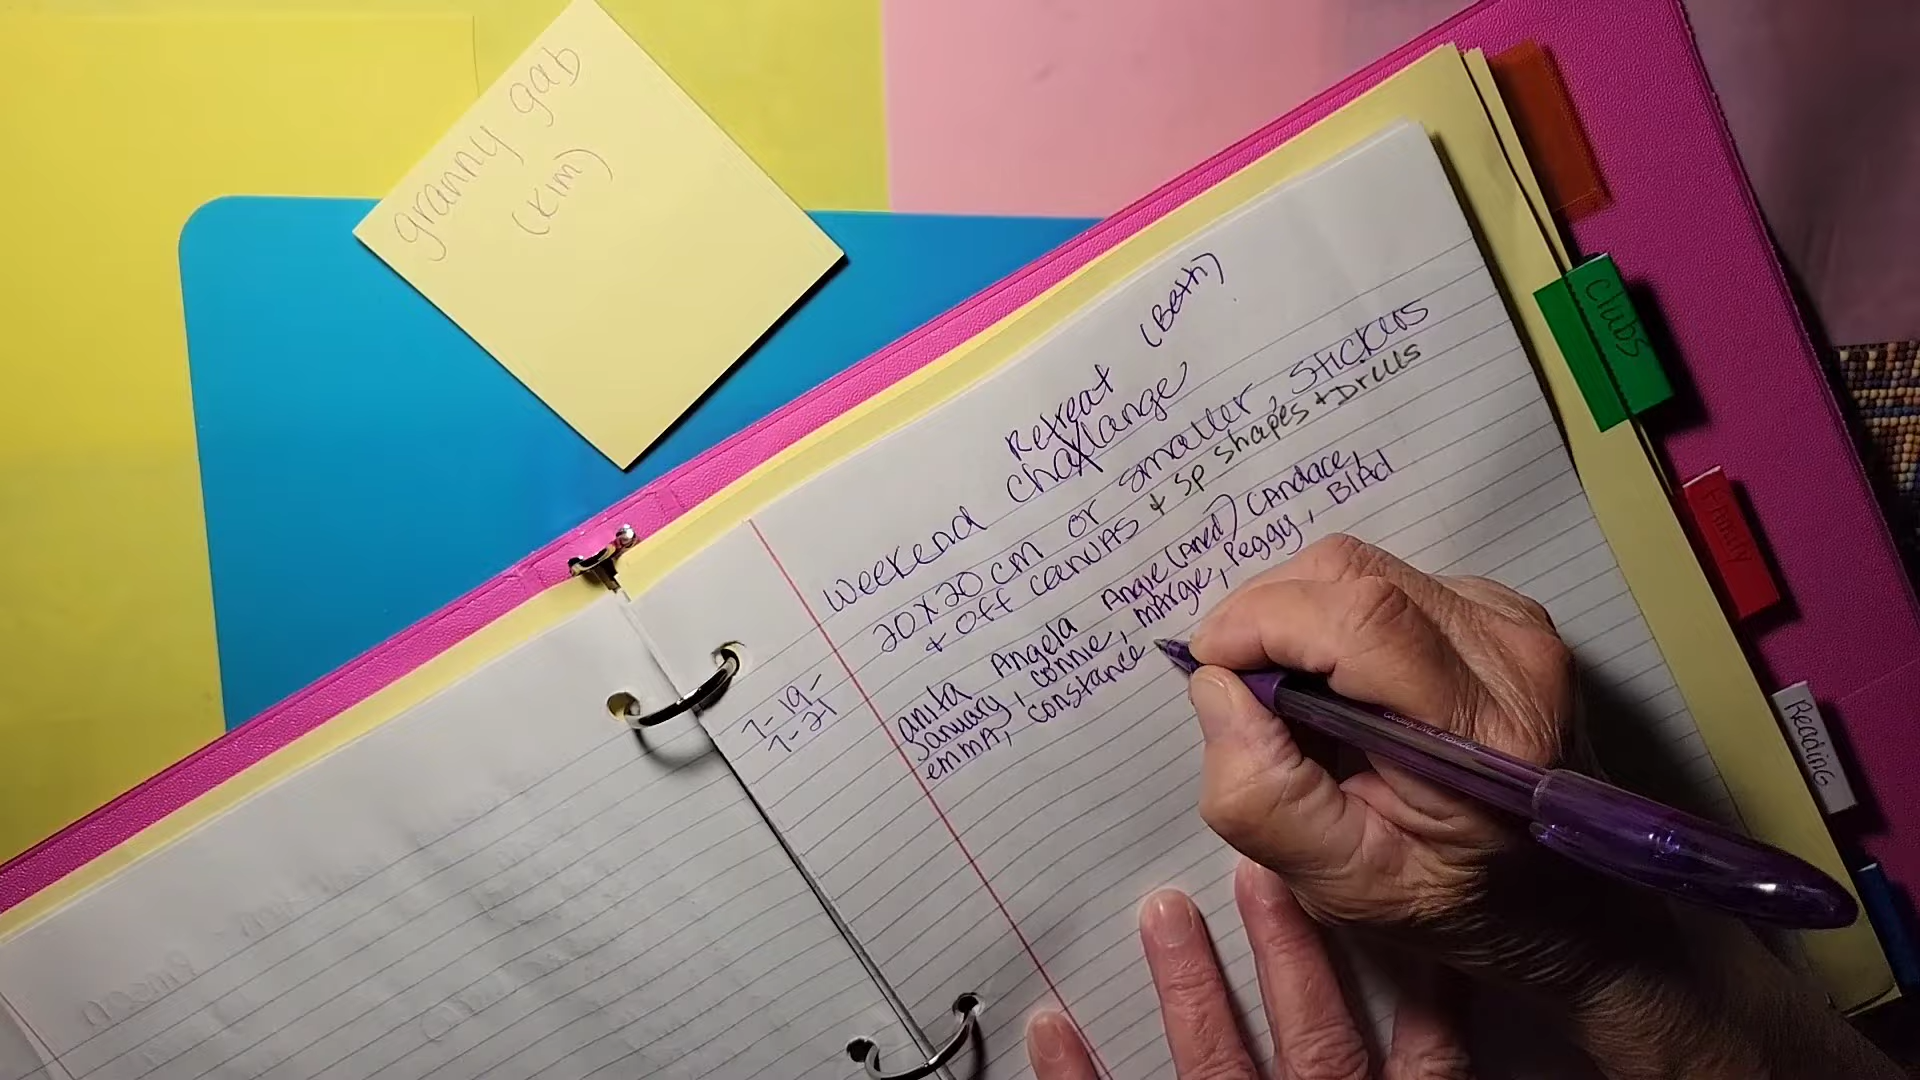 granny gab
(Kim)
(Beth)
Retreat
Weekend challange
20x20 cm or smaller, stickers
+ off canvas + sp shapes + Drills
7-19-
7-21
anita Angela Angie (Aned) Candace,
January, connie, margie, Peggy, BlAd
emmA, constance
Clubs
Family
Reading